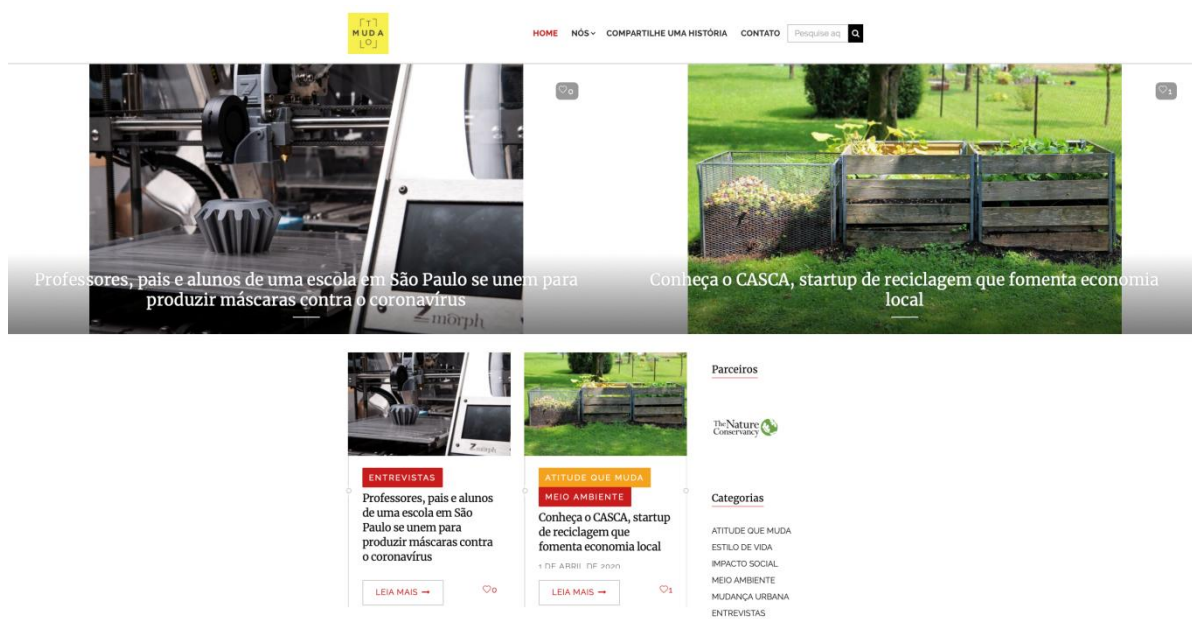 T
MUDA
O
HOME NÓS COMPARTILHE UMA HISTÓRIA CONTATO Pesquise aq
0
1
Professores, pais e alunos de uma escola em São Paulo se unem para
produzir máscaras contra o coronavírus
Zmorph
Conheça o CASCA, startup de reciclagem que fomenta economia
local
Zmorph
ENTREVISTAS
Professores, pais e alunos
de uma escola em São
Paulo se unem para
produzir máscaras contra
o coronavírus
LEIA MAIS → 0
ATITUDE QUE MUDA
MEIO AMBIENTE
Conheça o CASCA, startup
de reciclagem que
fomenta economia local
1 DE ABRIL DE 2020
LEIA MAIS → 1
Parceiros
The Nature
Conservancy
Categorias
ATITUDE QUE MUDA
ESTILO DE VIDA
IMPACTO SOCIAL
MEIO AMBIENTE
MUDANÇA URBANA
ENTREVISTAS